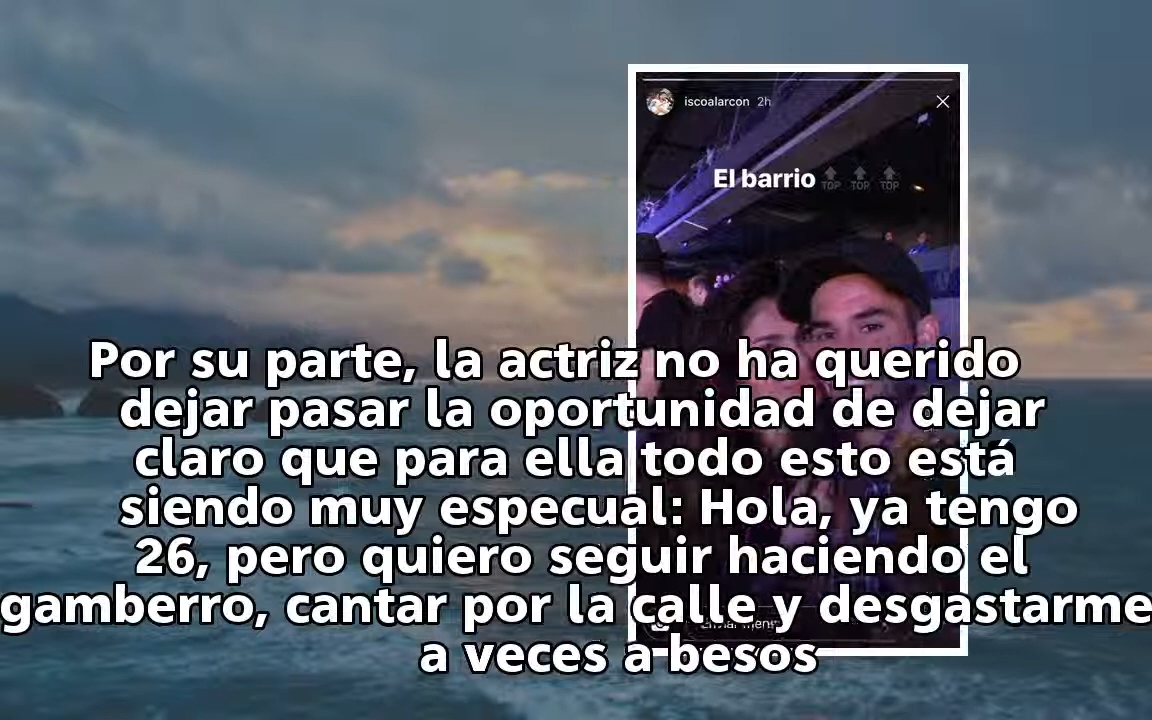 iscoalarcon 2h
El barrio TOP TOP TOP
Por su parte, la actriz no ha querido
dejar pasar la oportunidad de dejar
claro que para ella todo esto está
siendo muy especual: Hola, ya tengo
26, pero quiero seguir haciendo el
gamberro, cantar por la calle y desgastarme
a veces a besos